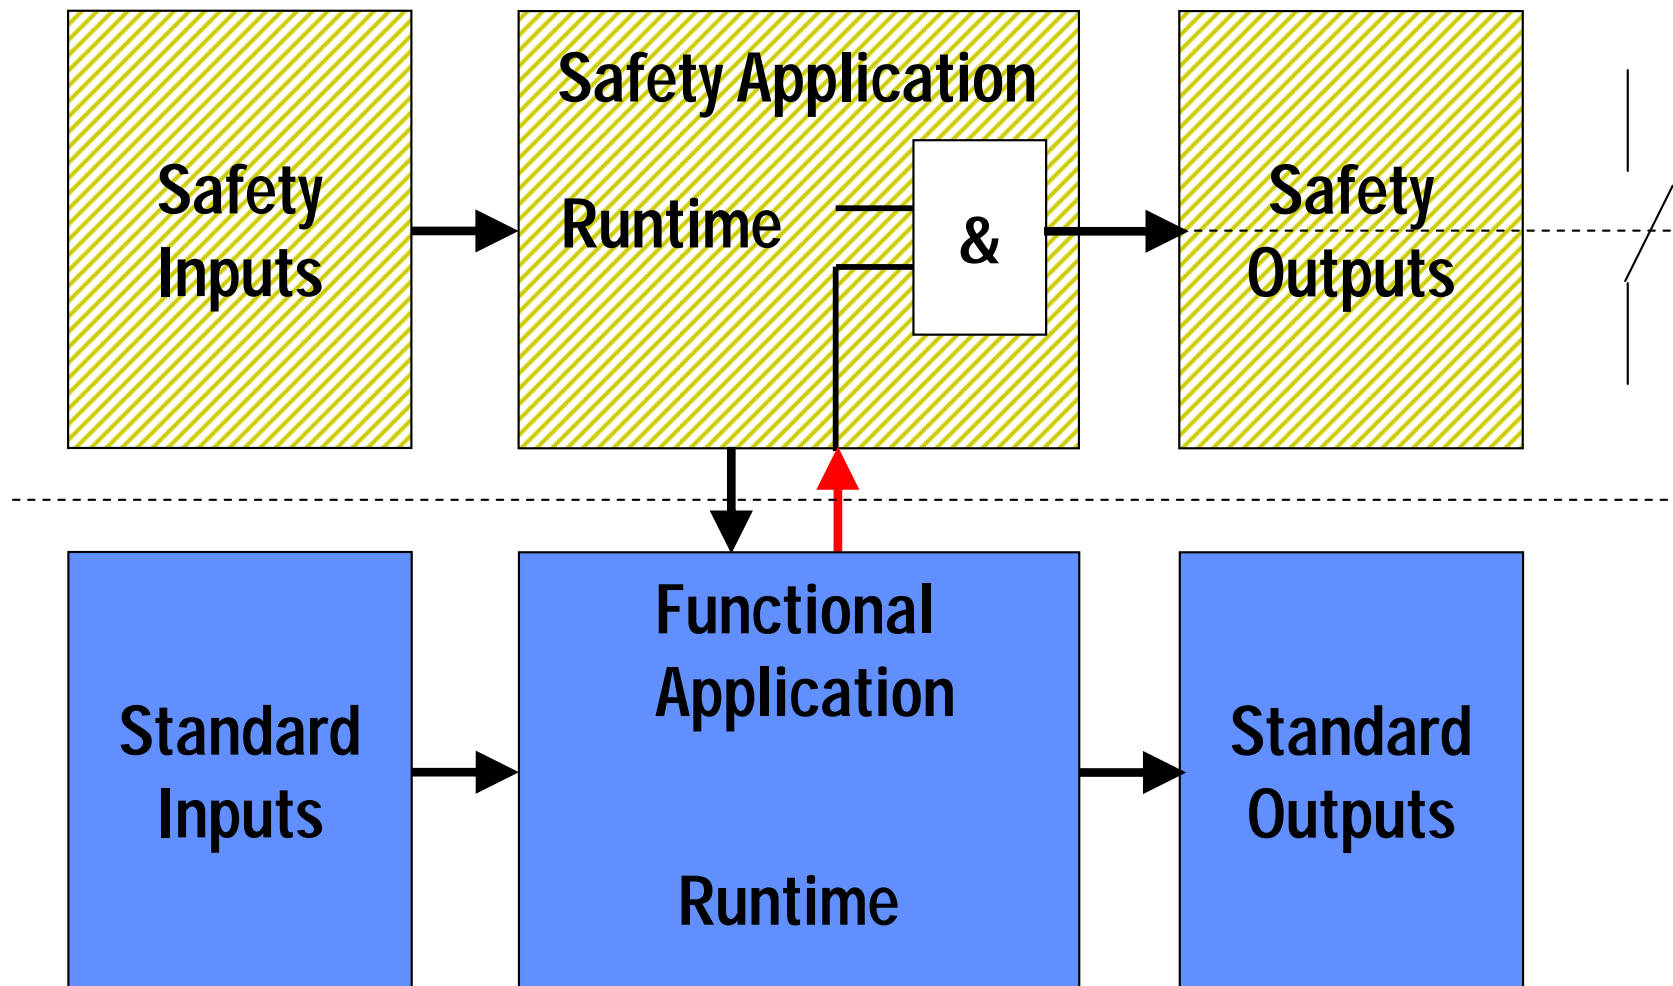 Safety
Inputs
Safety Application
Runtime
&
Safety
Outputs
Standard
Inputs
Functional
Application
Runtime
Standard
Outputs